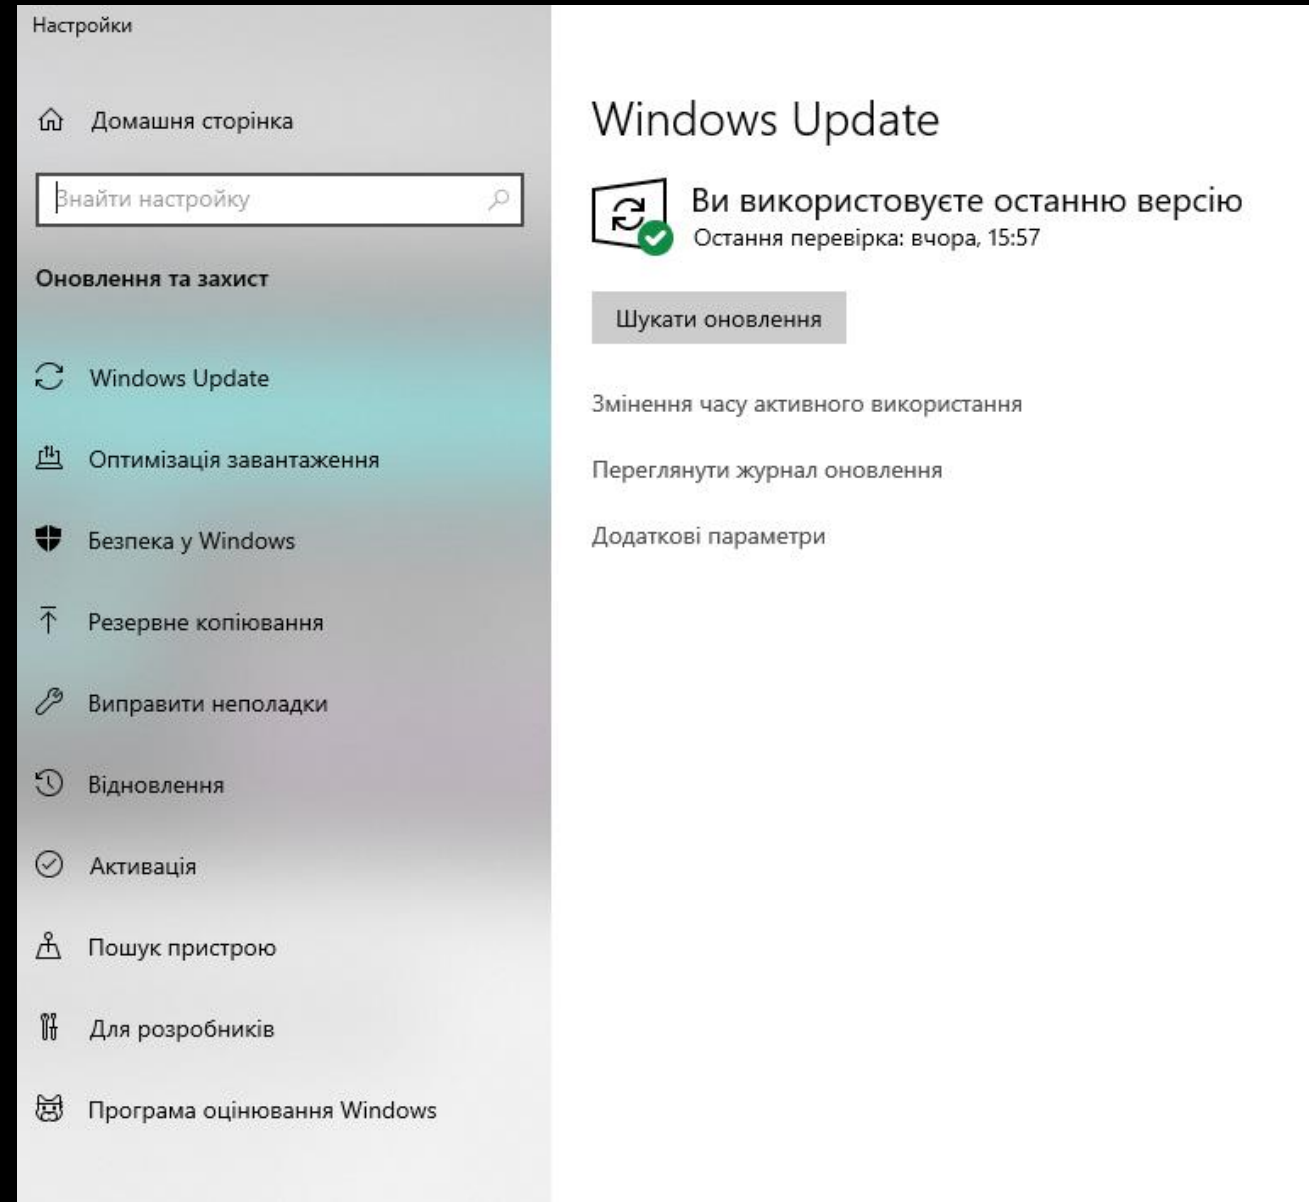 Настройки
Домашня сторінка
Знайти настройку
Оновлення та захист
Windows Update
Оптимізація завантаження
Безпека у Windows
Резервне копіювання
Виправити неполадки
Відновлення
Активація
Пошук пристрою
Для розробників
Програма оцінювання Windows
Windows Update
Ви використовуєте останню версію
Остання перевірка: вчора, 15:57
Шукати оновлення
Змінення часу активного використання
Переглянути журнал оновлення
Додаткові параметри